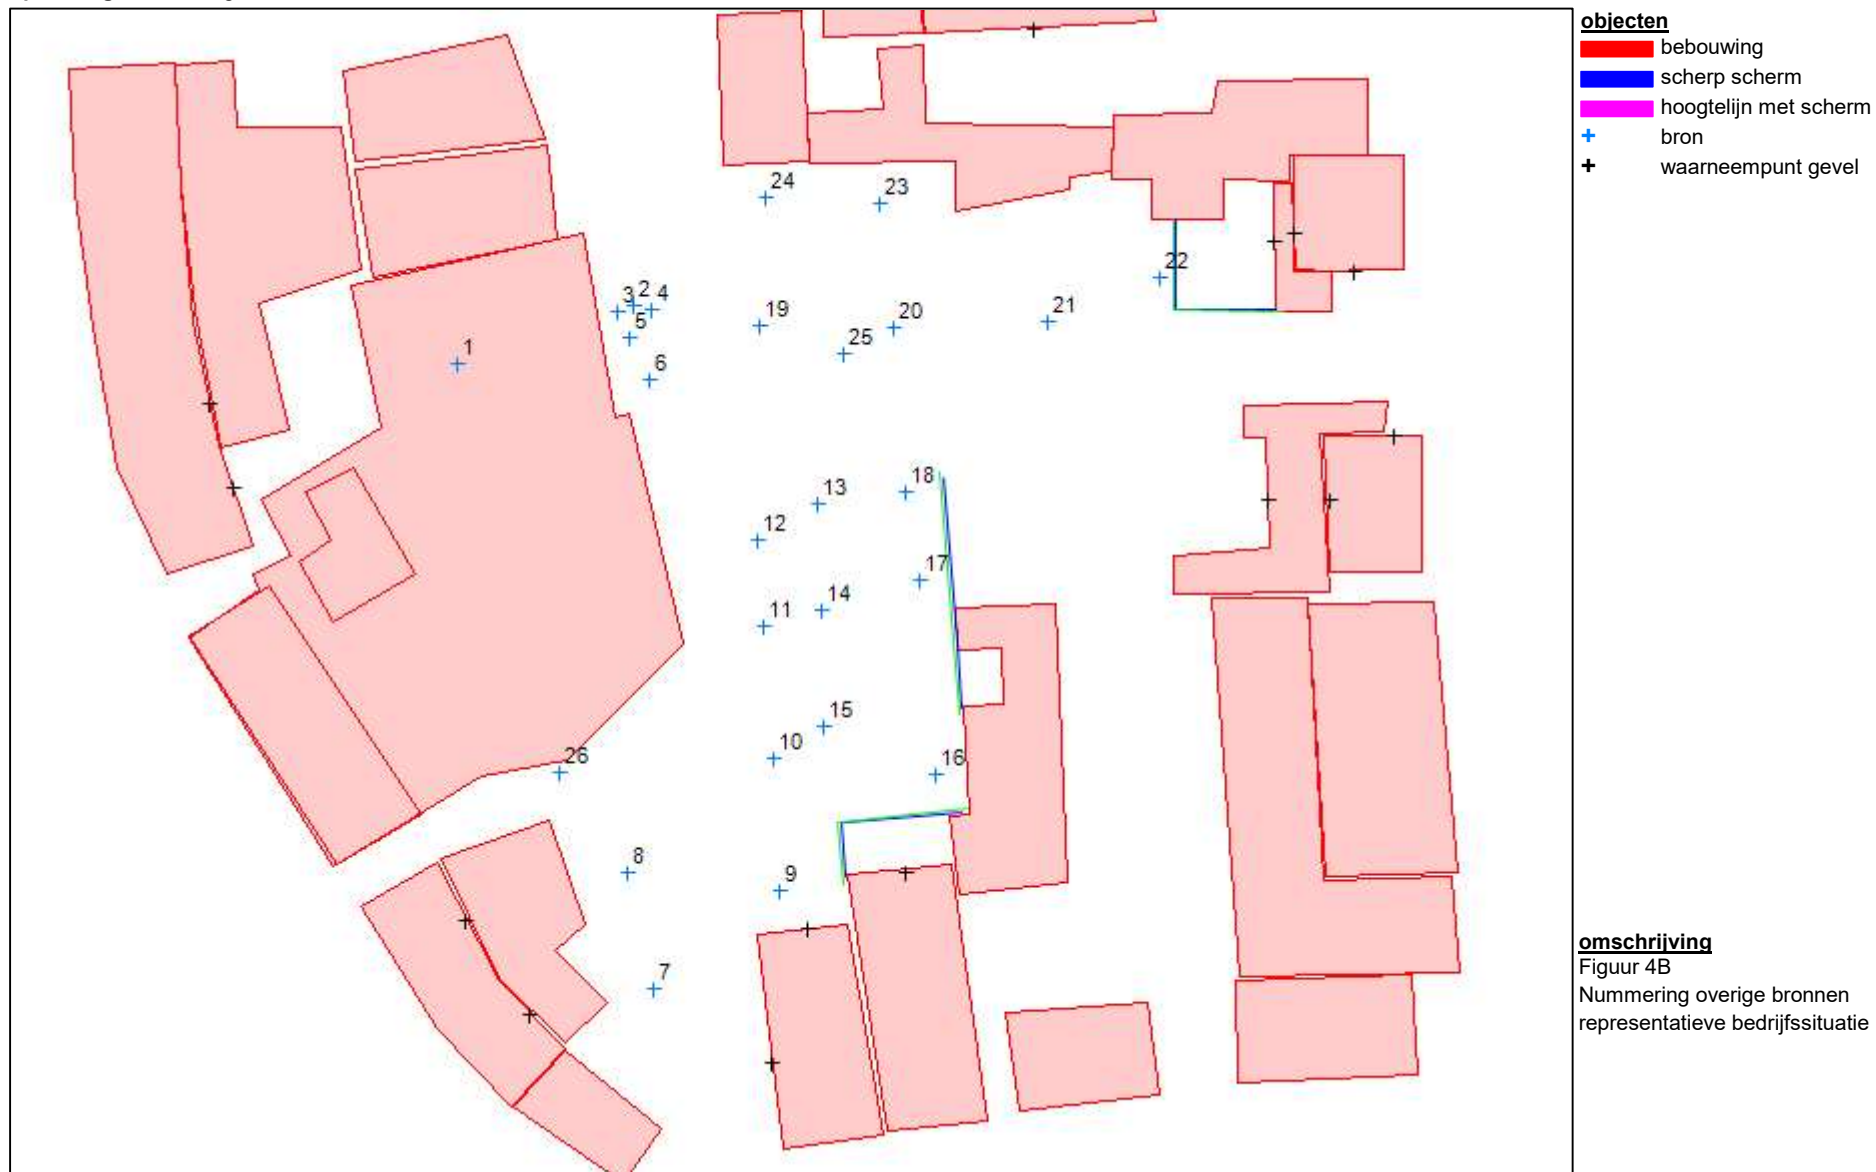 24
23
22
3
2
4
5
19
20
21
25
1
6
18
13
12
17
14
11
15
10
16
26
8
9
7
objecten
bebouwing
scherp scherm
hoogtelijn met scherm
bron
waarneempunt gevel
omschrijving
Figuur 4B
Nummering overige bronnen
representatieve bedrijfssituatie